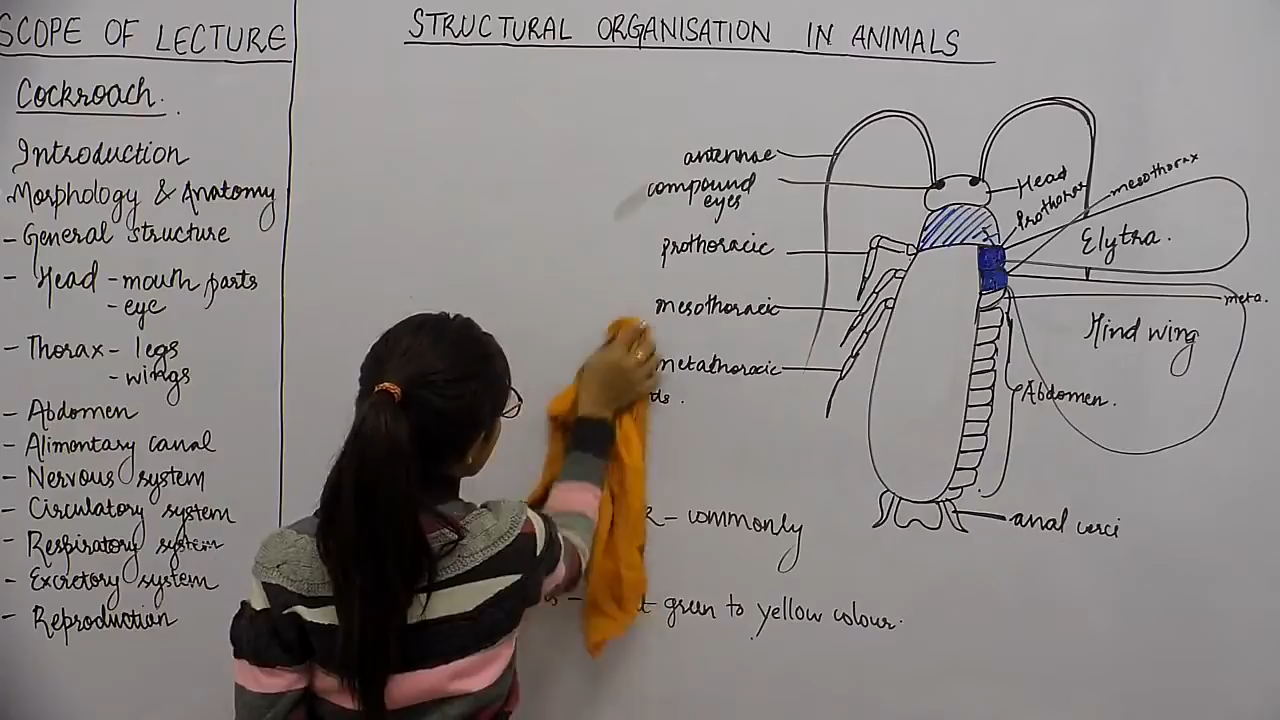 SCOPE OF LECTURE
Cockroach.
Introduction
Morphology & Anatomy
- General structure
- Head - mouth parts
- eye
- Thorax - legs
- wings
- Abdomen
- Alimentary canal
- Nervous system
- Circulatory system
- Respiratory system
- Excretory system
- Reproduction
STRUCTURAL ORGANISATION IN ANIMALS
antennae
compound
eyes
prothoracic
mesothoracic
metathoracic
Head
Prothorax
mesothorax
Elytra.
meta.
Hind wing
Abdomen.
anal cerci
- commonly
green to yellow colour.